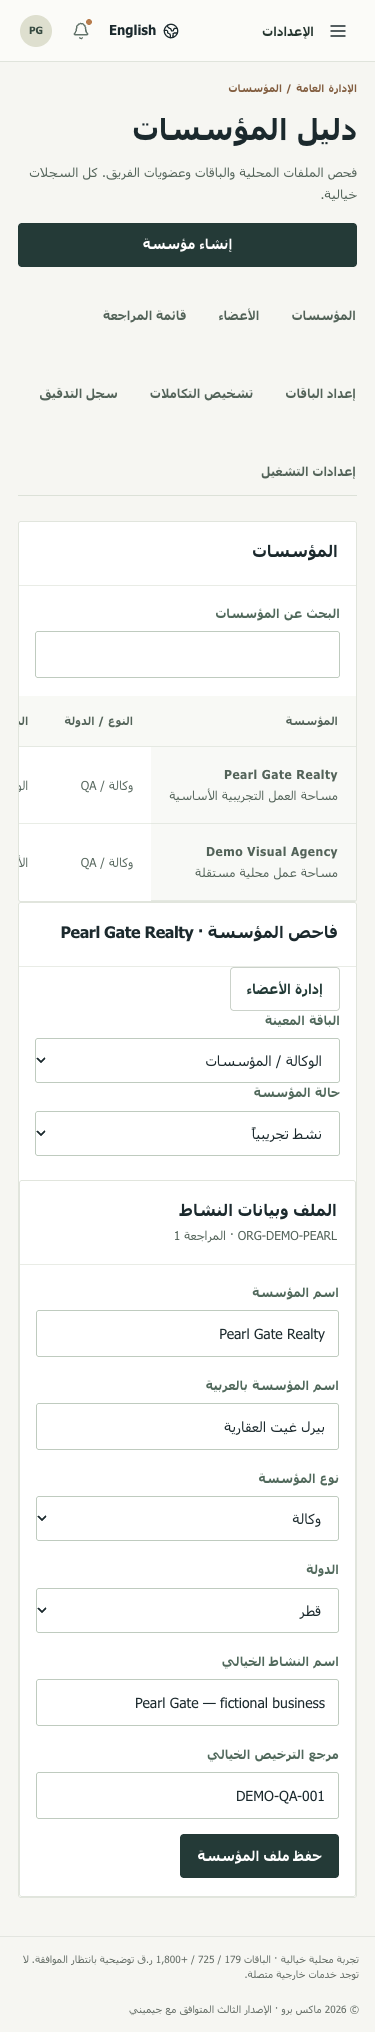 الإعدادات
English
PG
الإدارة العامة / المؤسسات
دليل المؤسسات
فحص الملفات المحلية والباقات وعضويات الفريق. كل السجلات
خيالية.
إنشاء مؤسسة
المؤسسات الأعضاء قائمة المراجعة
إعداد الباقات تشخيص التكاملات سجل التدقيق
إعدادات التشغيل
المؤسسات
البحث عن المؤسسات
المؤسسة النوع / الدولة
Pearl Gate Realty
مساحة العمل التجريبية الأساسية
وكالة / QA
Demo Visual Agency
مساحة عمل محلية مستقلة
وكالة / QA
فاحص المؤسسة · Pearl Gate Realty
إدارة الأعضاء
الباقة المعينة
الوكالة / المؤسسات
حالة المؤسسة
نشط تجريبياً
الملف وبيانات النشاط
ORG-DEMO-PEARL · المراجعة 1
اسم المؤسسة
Pearl Gate Realty
اسم المؤسسة بالعربية
بيرل غيت العقارية
نوع المؤسسة
وكالة
الدولة
قطر
اسم النشاط الخيالي
Pearl Gate — fictional business
مرجع الترخيص الخيالي
DEMO-QA-001
حفظ ملف المؤسسة
تجربة محلية خيالية · الباقات 179 / 725 / +1,800 ر.ق توضيحية بانتظار الموافقة. لا
توجد خدمات خارجية متصلة.
© 2026 ماكس برو · الإصدار الثالث المتوافق مع جيميني